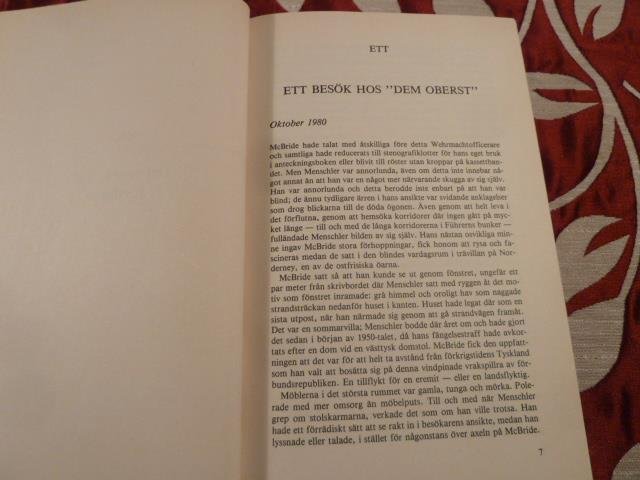 ETT
ETT BESÖK HOS "DEM OBERST"
Oktober 1980
McBride hade talat med åtskilliga före detta Wehrmachtofficerare
och samtliga hade reducerats till stenografiklotter för hans eget bruk
i anteckningsboken eller blivit till röster utan kroppar på kassettban-
det. Men Menschler var annorlunda, även om detta inte innebar nå-
got annat än att han var en något mer närvarande skugga av sig själv.
Han var annorlunda och detta berodde inte enbart på att han var
blind; de ännu tydligare ärren i hans ansikte var svidande anklagelser
som drog blickarna till de döda ögonen. Även genom att helt leva i
det förflutna, genom att hemsöka korridorer där ingen gått på myc-
ket länge — till och med de långa korridorerna i Führerns bunker —
fulländade Menschler bilden av sig själv. Hans nästan osvikliga min-
ne ingav McBride stora förhoppningar, fick honom att rysa och fa-
scineras medan de satt i den blindes vardagsrum i trävillan på Nor-
derney, en av de ostfrisiska öarna.
McBride satt så att han kunde se ut genom fönstret, ungefär ett
par meter från skrivbordet där Menschler satt med ryggen åt det mo-
tiv som fönstret inramade: grå himmel och oroligt hav som naggade
strandsträckan nedanför huset i kanten. Huset hade legat där som en
sista utpost, när han närmade sig genom att gå strandvägen framåt.
Det var en sommarvilla; Menschler bodde där året om och hade gjort
det sedan i början av 1950-talet, då hans fängelsestraff hade avkor-
tats efter en dom vid en västtysk domstol. McBride fick den uppfatt-
ningen att det var för att helt ta avstånd från förkrigstidens Tyskland
som han valt att bosätta sig på denna vindpinade vrakspillra av för-
bundsrepubliken. En tillflykt för en eremit — eller en landsflyktig.
Möblerna i det största rummet var gamla, tunga och mörka. Pole-
rade med mer omsorg än möbelputs. Till och med när Menschler
grep om stolskarmarna, verkade det som om han ville trotsa. Han
hade ett förrädiskt sätt att se rakt in i besökarens ansikte, medan han
lyssnade eller talade, i stället för någonstans över axeln på McBride.
7